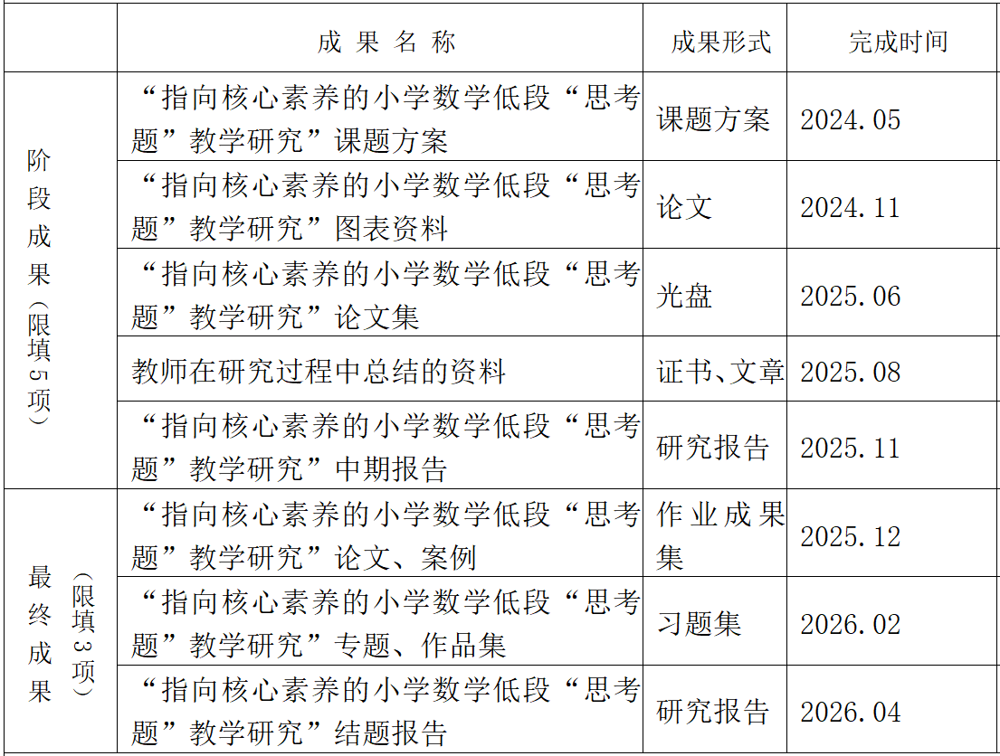 成 果 名 称 成果形式 完成时间
阶段成果（限填5项）
“指向核心素养的小学数学低段“思考
题”教学研究”课题方案
课题方案
2024.05
“指向核心素养的小学数学低段“思考
题”教学研究”图表资料
论文
2024.11
“指向核心素养的小学数学低段“思考
题”教学研究”论文集
光盘
2025.06
教师在研究过程中总结的资料
证书、文章
2025.08
“指向核心素养的小学数学低段“思考
题”教学研究”中期报告
研究报告
2025.11
最终成果
（限填3项）
“指向核心素养的小学数学低段“思考
题”教学研究”论文、案例
作业成果
集
2025.12
“指向核心素养的小学数学低段“思考
题”教学研究”专题、作品集
习题集
2026.02
“指向核心素养的小学数学低段“思考
题”教学研究”结题报告
研究报告
2026.04